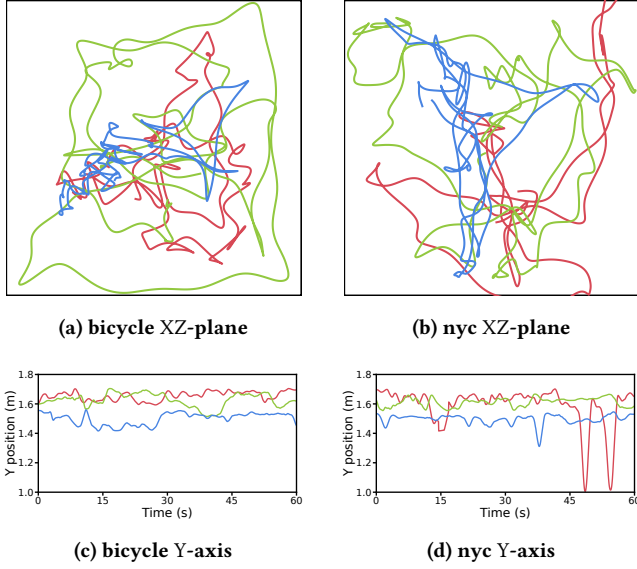 (a) bicycle XZ-plane
(b) nyc XZ-plane
1.8
1.6
1.4
1.2
1.0
Y position (m)
0 15 30 45 60
Time (s)
1.8
1.6
1.4
1.2
1.0
Y position (m)
0 15 30 45 60
Time (s)
(c) bicycle Y-axis
(d) nyc Y-axis